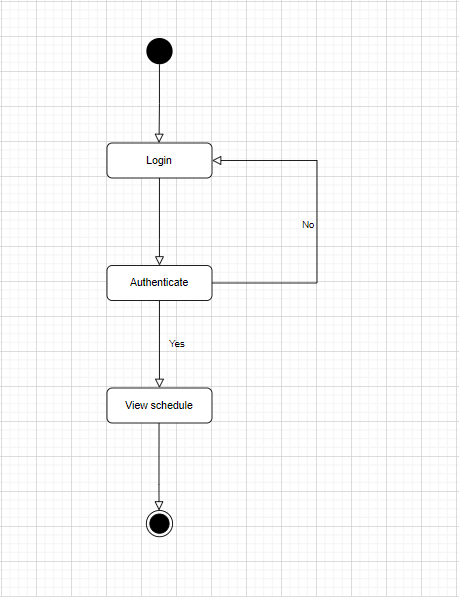 Login
No
Authenticate
Yes
View schedule